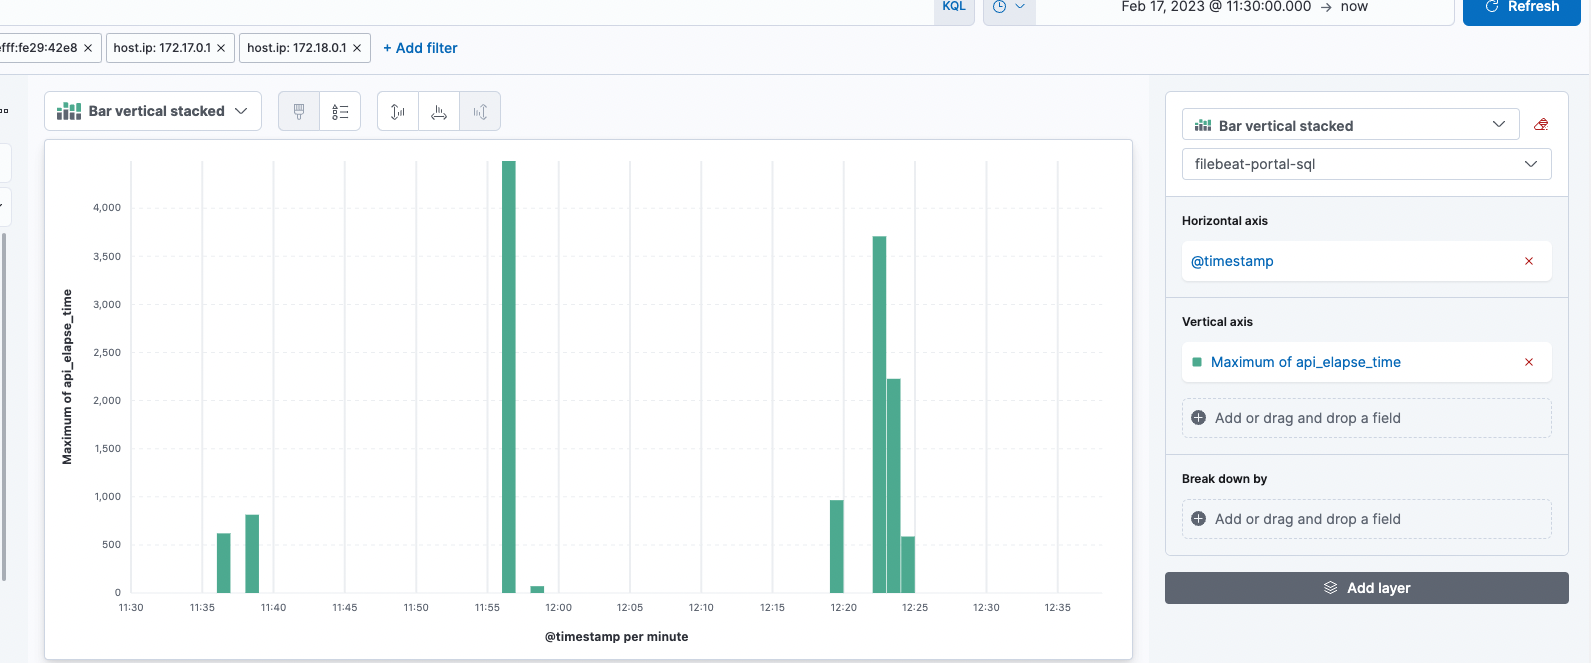 KQL
Feb 17, 2023 @ 11:30:00.000 → now
Refresh
fff:fe29:42e8 ×
host.ip: 172.17.0.1 ×
host.ip: 172.18.0.1 ×
+ Add filter
Bar vertical stacked
Maximum of api_elapse_time
4,000
3,500
3,000
2,500
2,000
1,500
1,000
500
0
11:30
11:35
11:40
11:45
11:50
11:55
12:00
12:05
12:10
12:15
12:20
12:25
12:30
12:35
@timestamp per minute
Bar vertical stacked
filebeat-portal-sql
Horizontal axis
@timestamp
Vertical axis
Maximum of api_elapse_time
Add or drag and drop a field
Break down by
Add or drag and drop a field
Add layer